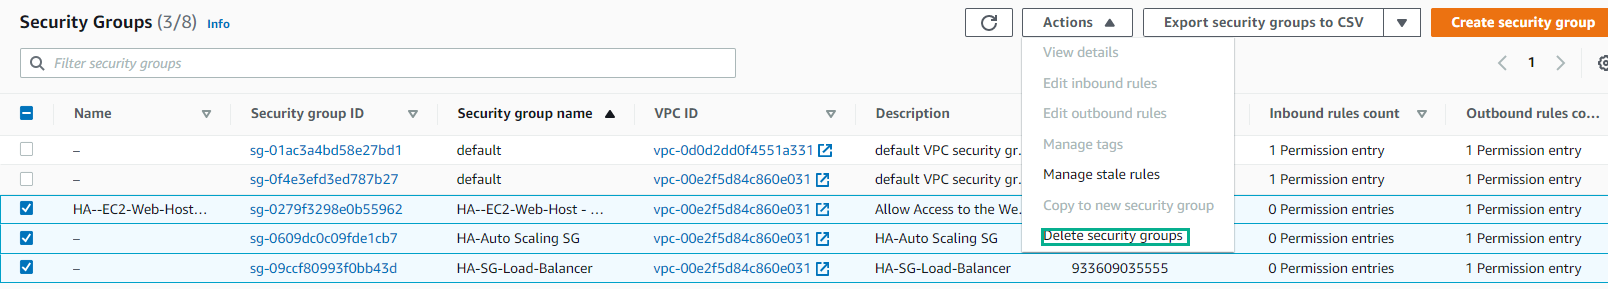 Security Groups (3/8) Info
Actions ▲ Export security groups to CSV ▼ Create security group
Filter security groups
< 1 >
View details
Edit inbound rules
Edit outbound rules
Manage tags
Manage stale rules
Copy to new security group
Delete security groups
Name Security group ID Security group name ▲ VPC ID Description Inbound rules count Outbound rules co...
– sg-01ac3a4bd58e27bd1 default vpc-0d0d2dd0f4551a331 default VPC security gr... 1 Permission entry 1 Permission entry
– sg-0f4e3efd3ed787b27 default vpc-00e2f5d84c860e031 default VPC security gr... 1 Permission entry 1 Permission entry
HA--EC2-Web-Host... sg-0279f3298e0b55962 HA--EC2-Web-Host - ... vpc-00e2f5d84c860e031 Allow Access to the We... 0 Permission entries 1 Permission entry
– sg-0609dc0c09fde1cb7 HA-Auto Scaling SG vpc-00e2f5d84c860e031 HA-Auto Scaling SG 0 Permission entries 1 Permission entry
– sg-09ccf80993f0bb43d HA-SG-Load-Balancer vpc-00e2f5d84c860e031 HA-SG-Load-Balancer 933609035555 0 Permission entries 1 Permission entry